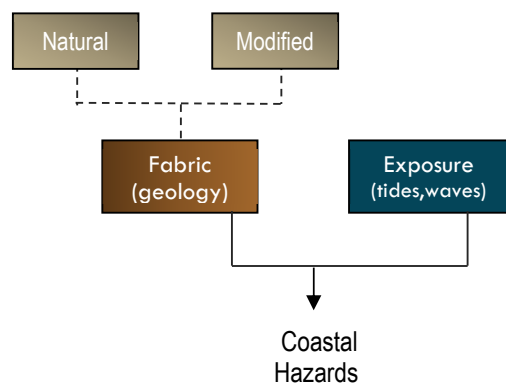 Natural
Modified
Fabric
(geology)
Exposure
(tides,waves)
Coastal
Hazards